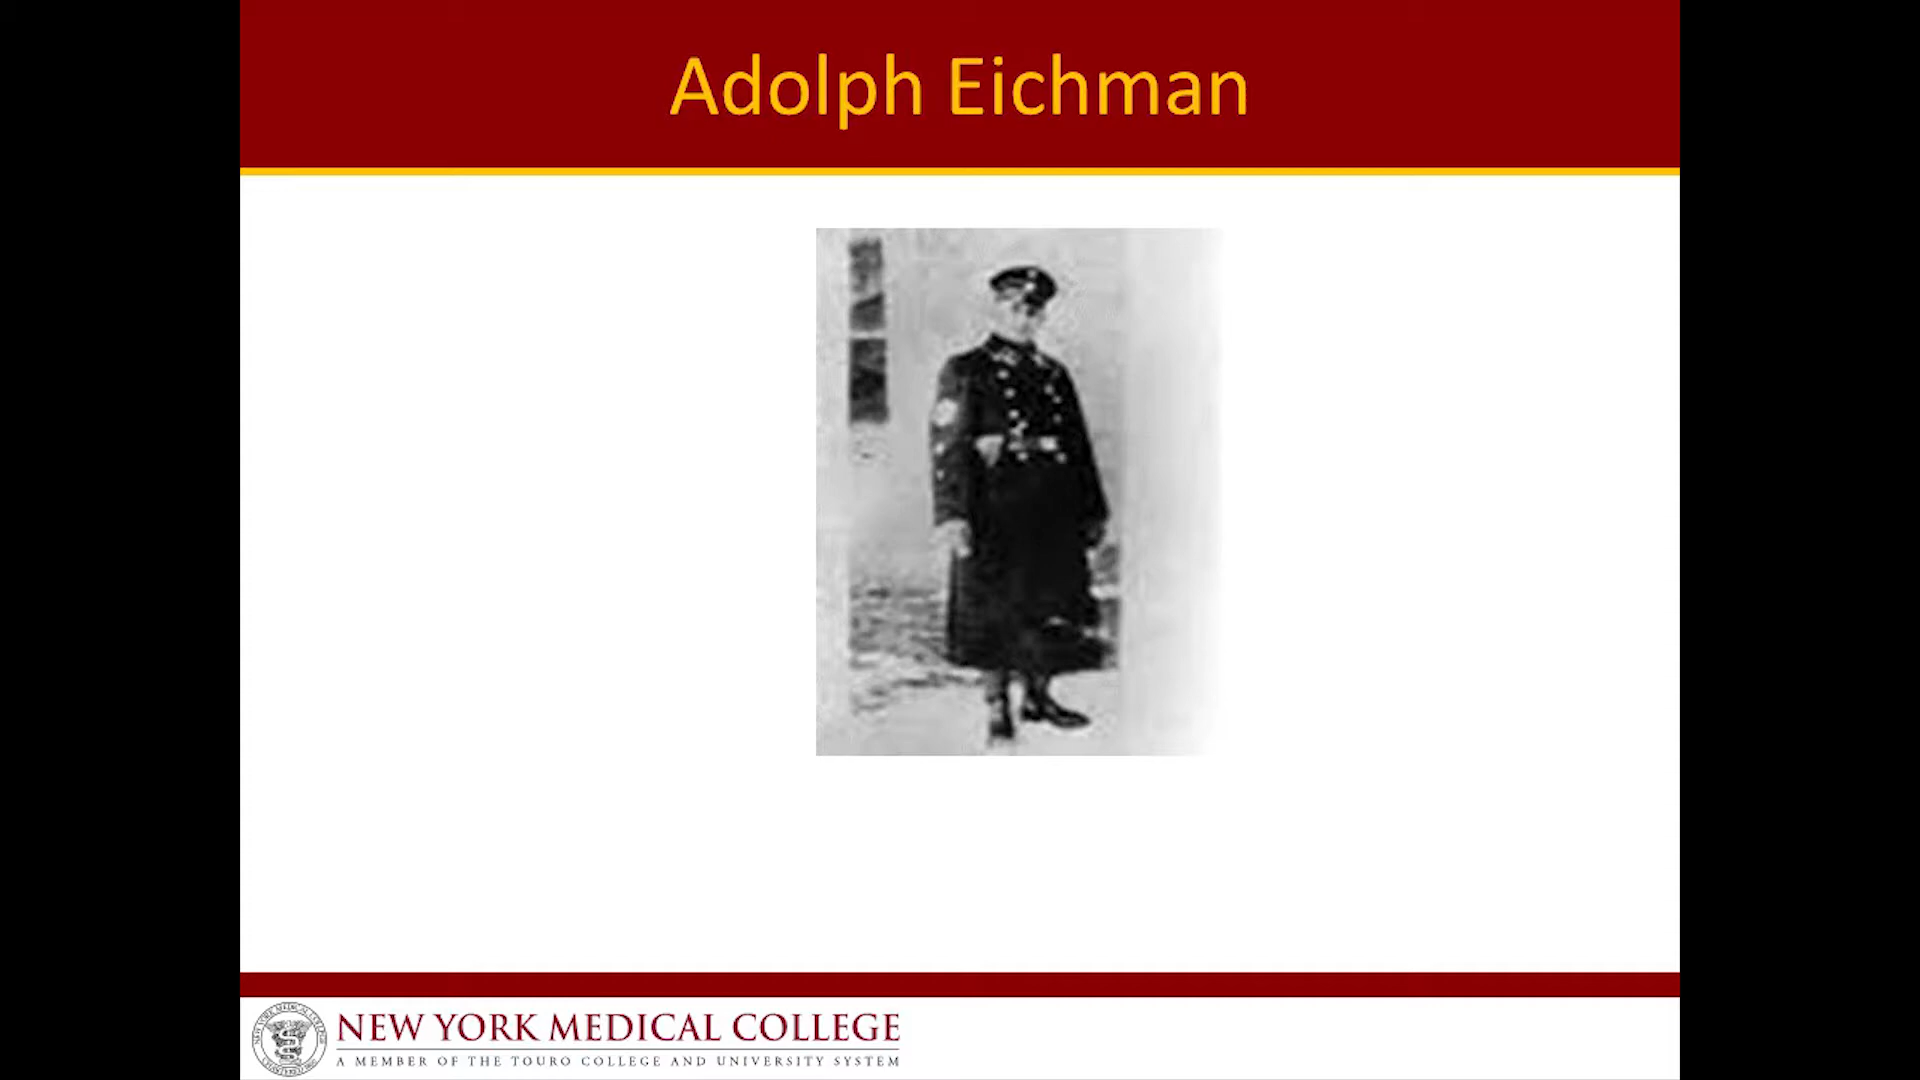 Adolph Eichman
NEW YORK MEDICAL COLLEGE
A MEMBER OF THE TOURO COLLEGE AND UNIVERSITY SYSTEM